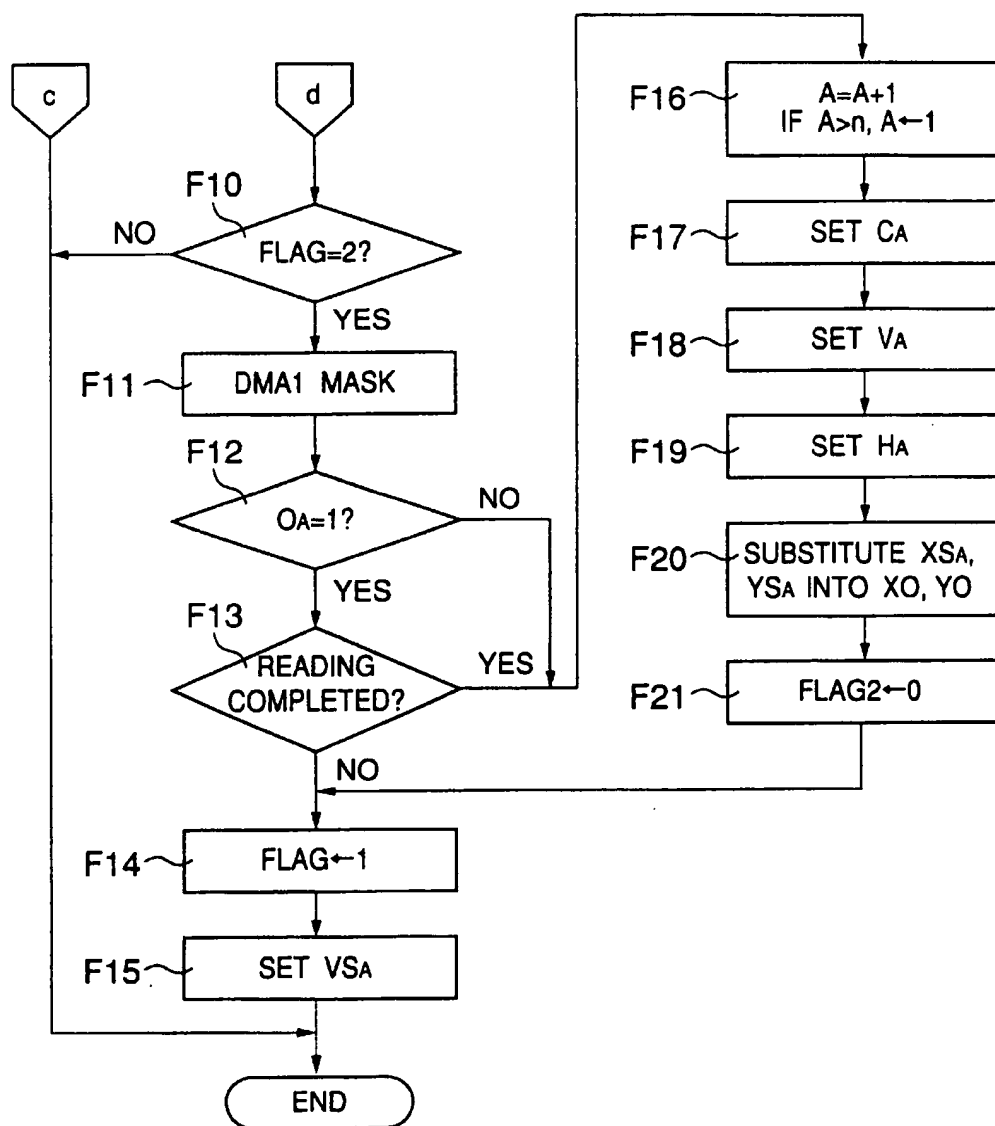 c
d
F10
NO
FLAG=2?
YES
F11
DMA1 MASK
F12
OA=1?
NO
YES
F13
READING
COMPLETED?
YES
NO
F14
FLAG←1
F15
SET VSA
END
F16
A=A+1
IF A>n, A←1
F17
SET CA
F18
SET VA
F19
SET HA
F20
SUBSTITUTE XSA,
YSA INTO XO, YO
F21
FLAG2←0